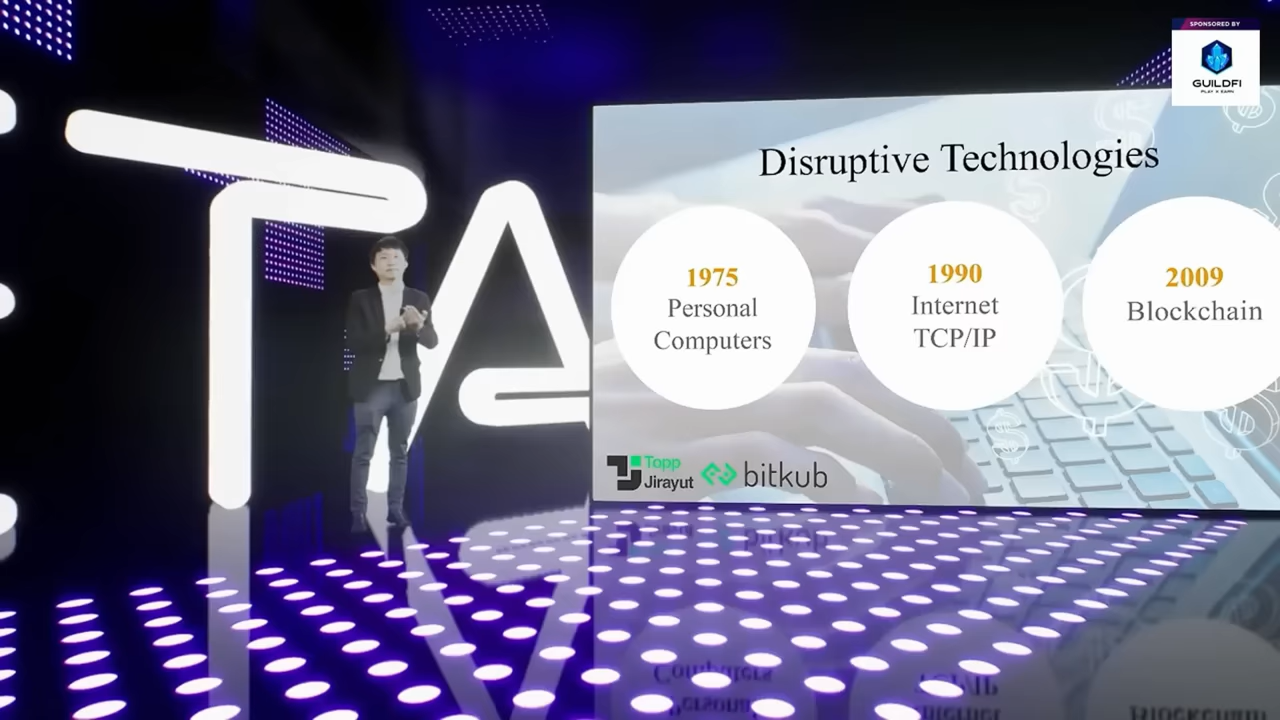 SPONSORED BY
GUILDFI
PLAY X EARN
TA
Disruptive Technologies
1975
Personal
Computers
1990
Internet
TCP/IP
2009
Blockchain
Topp
Jirayut
bitkub